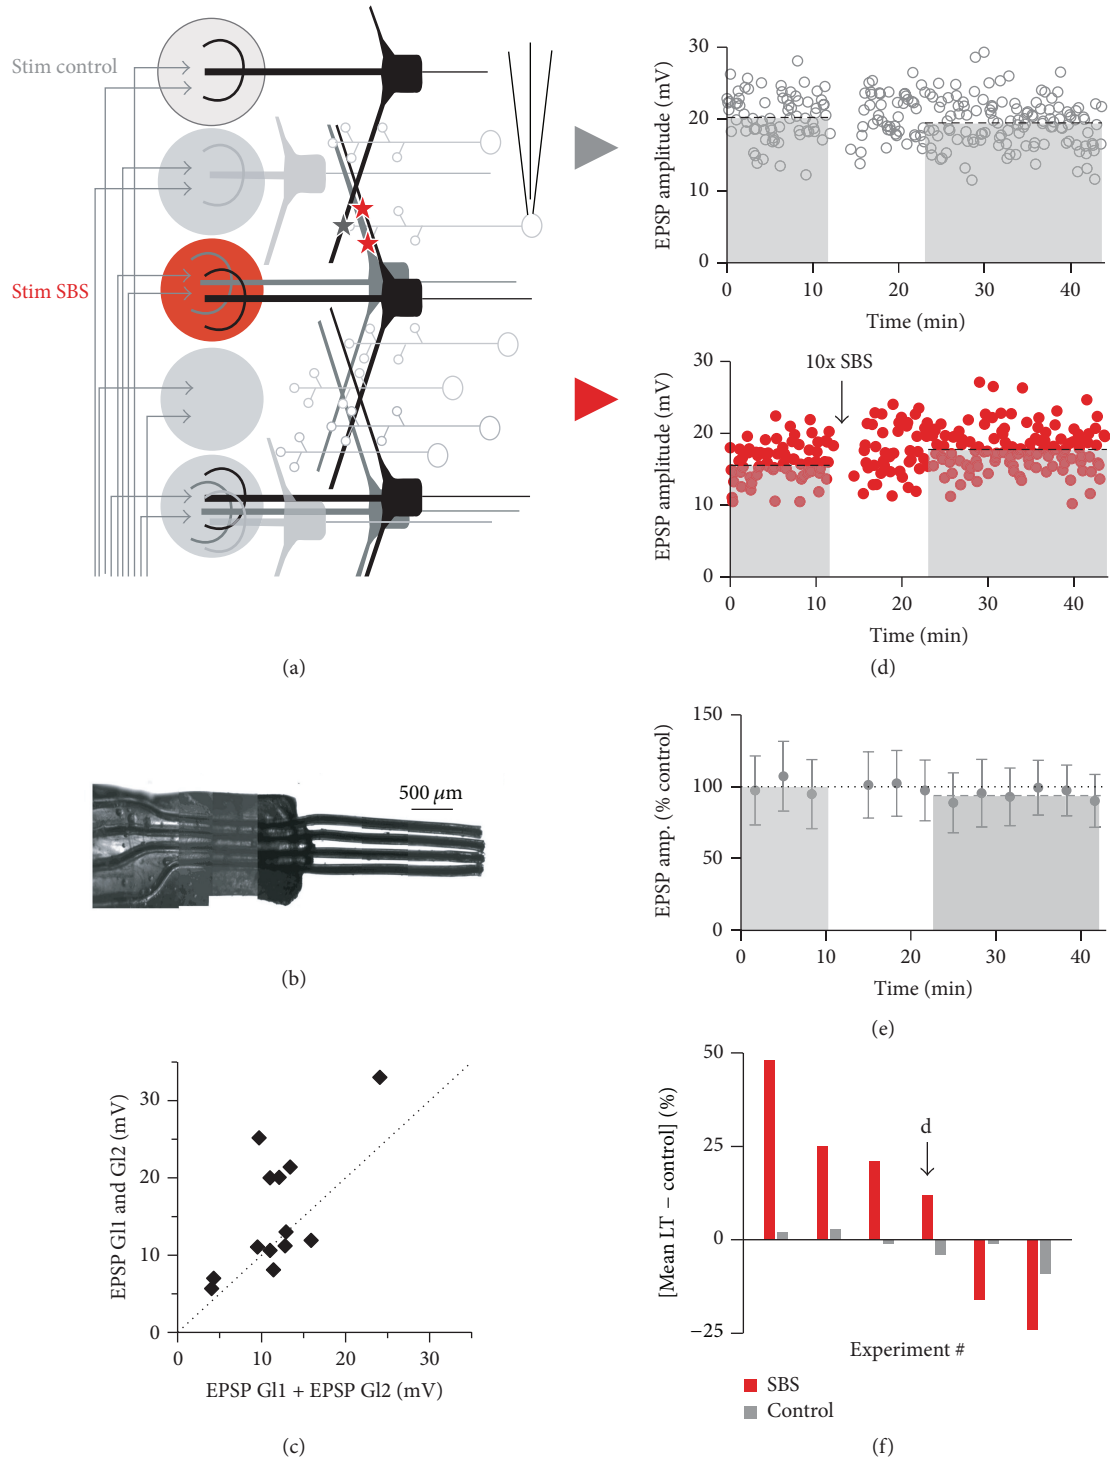 Stim control
Stim SBS
(a)
EPSP amplitude (mV)
30
20
10
0
0 10 20 30 40
Time (min)
10x SBS
EPSP amplitude (mV)
30
20
10
0
0 10 20 30 40
Time (min)
(d)
500 μm
(b)
EPSP amp. (% control)
150
100
50
0
0 10 20 30 40
Time (min)
(e)
EPSP Gl1 and Gl2 (mV)
30
20
10
0
0 10 20 30
EPSP Gl1 + EPSP Gl2 (mV)
(c)
[Mean LT − control] (%)
50
25
0
−25
d
Experiment #
SBS
Control
(f)